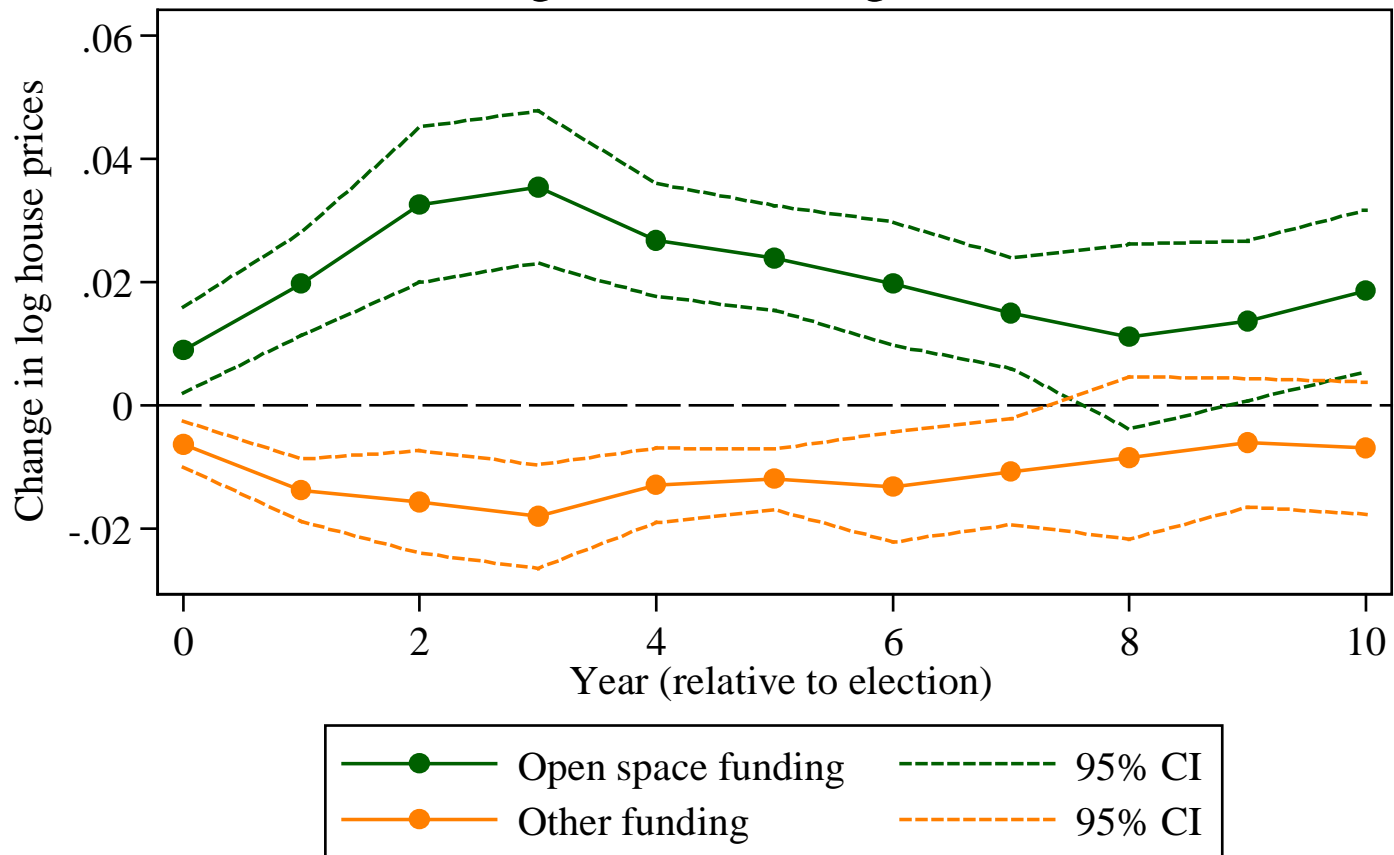 .06
.04
.02
0
-.02
Change in log house prices
0 2 4 6 8 10
Year (relative to election)
Open space funding 95% CI
Other funding 95% CI